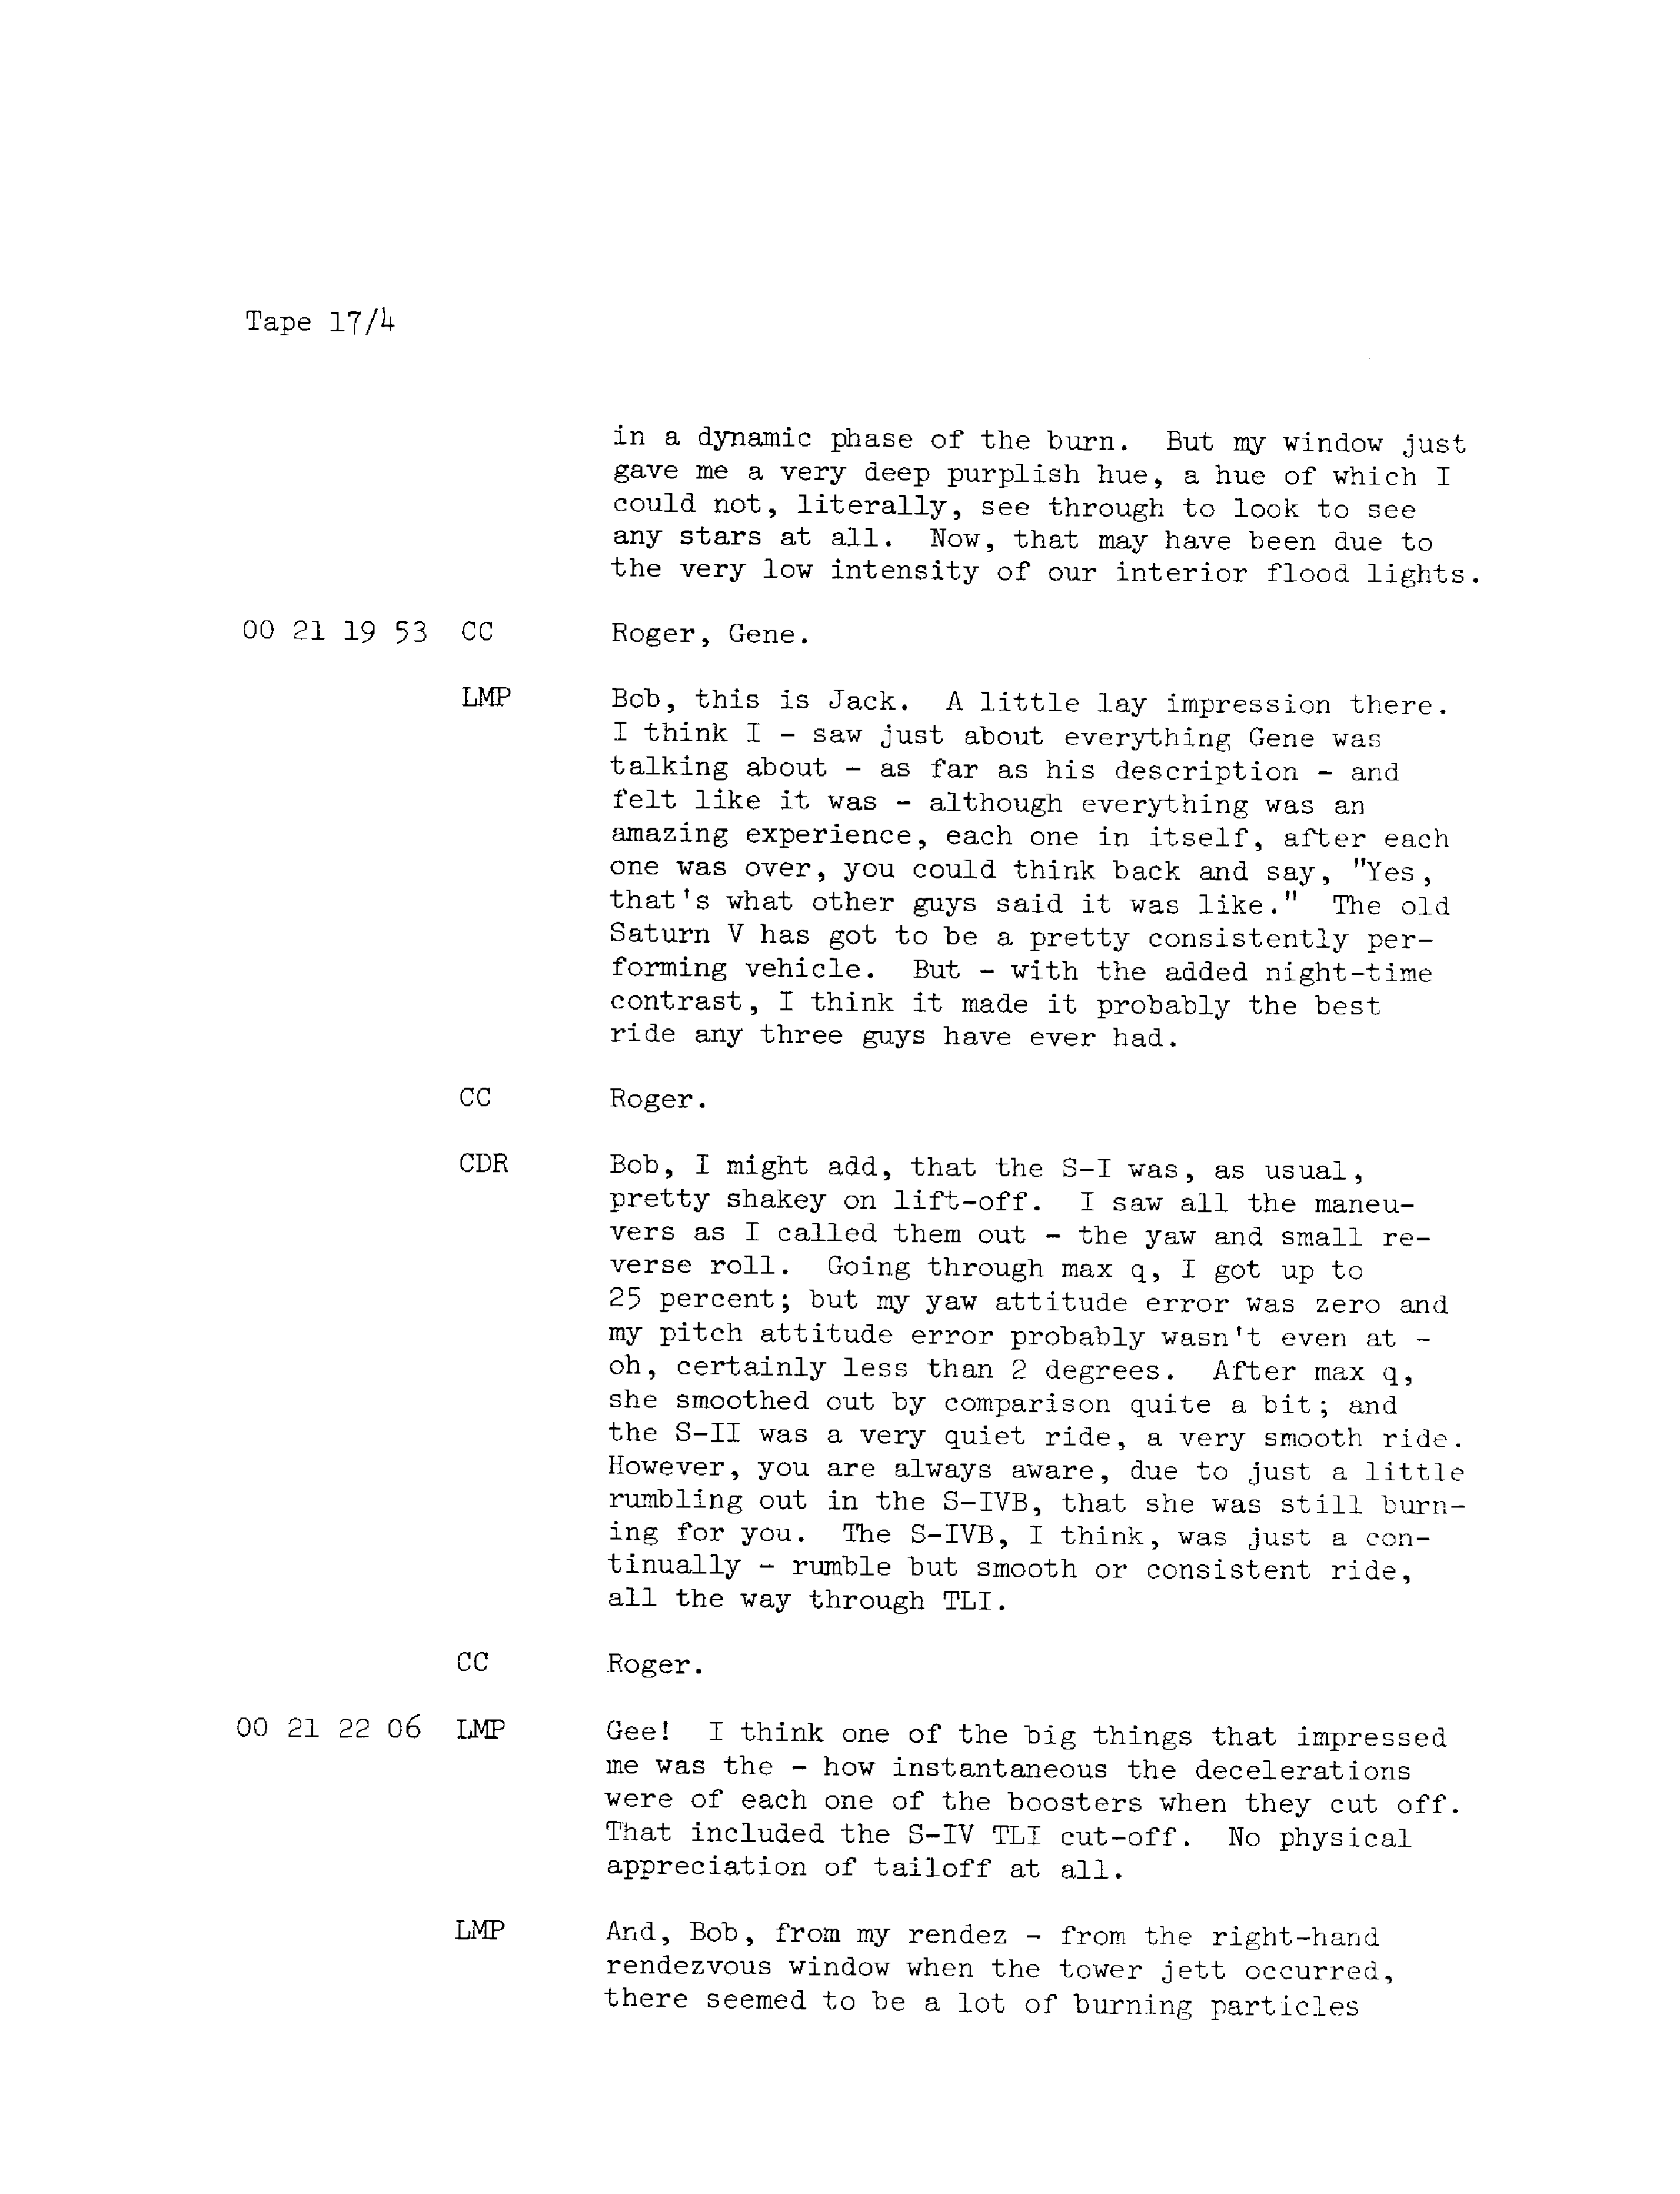 Tape 17/4
in a dynamic phase of the burn. But my window just
gave me a very deep purplish hue, a hue of which I
could not, literally, see through to look to see
any stars at all. Now, that may have been due to
the very low intensity of our interior flood lights.
00 21 19 53 CC Roger, Gene.
LMP Bob, this is Jack. A little lay impression there.
I think I - saw just about everything Gene was
talking about - as far as his description - and
felt like it was - although everything was an
amazing experience, each one in itself, after each
one was over, you could think back and say, "Yes,
that's what other guys said it was like." The old
Saturn V has got to be a pretty consistently per-
forming vehicle. But - with the added night-time
contrast, I think it made it probably the best
ride any three guys have ever had.
CC Roger.
CDR Bob, I might add, that the S-I was, as usual,
pretty shakey on lift-off. I saw all the maneu-
vers as I called them out - the yaw and small re-
verse roll. Going through max q, I got up to
25 percent; but my yaw attitude error was zero and
my pitch attitude error probably wasn't even at -
oh, certainly less than 2 degrees. After max q,
she smoothed out by comparison quite a bit; and
the S-II was a very quiet ride, a very smooth ride.
However, you are always aware, due to just a little
rumbling out in the S-IVB, that she was still burn-
ing for you. The S-IVB, I think, was just a con-
tinually - rumble but smooth or consistent ride,
all the way through TLI.
CC Roger.
00 21 22 06 LMP Gee! I think one of the big things that impressed
me was the - how instantaneous the decelerations
were of each one of the boosters when they cut off.
That included the S-IV TLI cut-off. No physical
appreciation of tailoff at all.
LMP And, Bob, from my rendez - from the right-hand
rendezvous window when the tower jett occurred,
there seemed to be a lot of burning particles